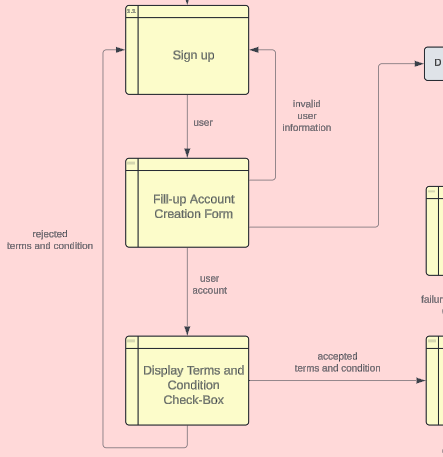 Sign up
D
invalid
user
information
user
Fill-up Account
Creation Form
rejected
terms and condition
user
account
failur
Display Terms and
Condition
Check-Box
accepted
terms and condition